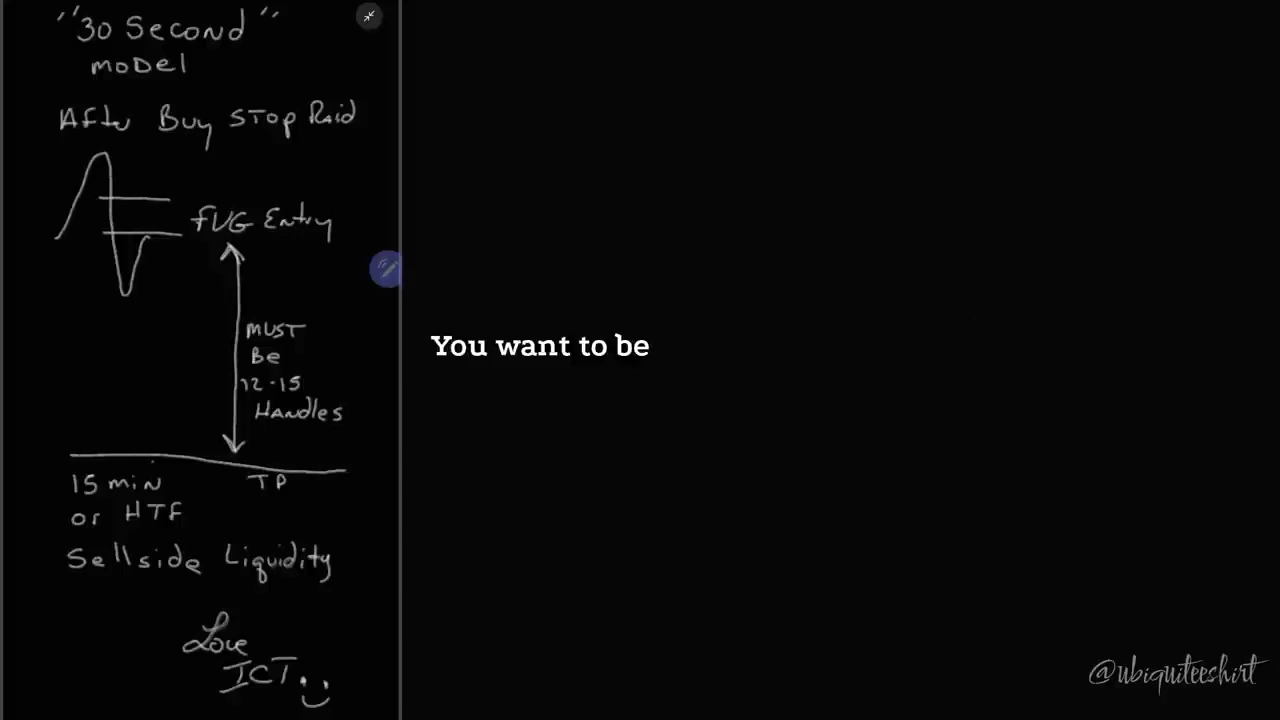 "30 Second"
model
After Buy STOP Raid
FVG Entry
MUST
Be
12-15
HANDles
15 min
TP
or HTF
Sellside Liquidity
Love
ICT
You want to be
@ubiquiteeshirt